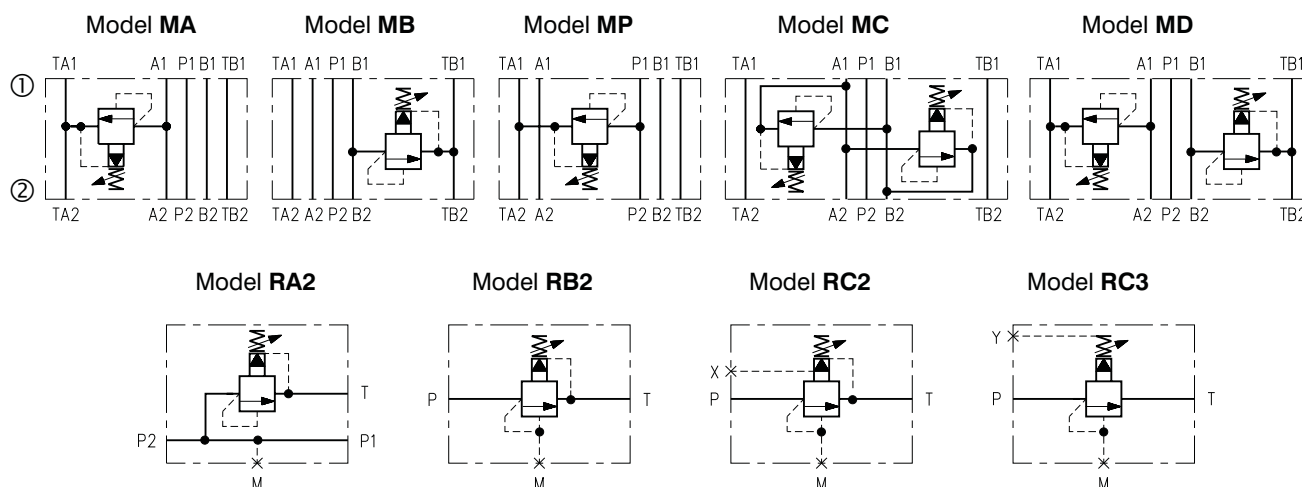 Model MA
Model MB
Model MP
Model MC
Model MD
TA1 A1 P1 B1 TB1
TA1 A1 P1 B1 TB1
TA1 A1 P1 B1 TB1
TA1 A1 P1 B1 TB1
TA1 A1 P1 B1 TB1
①
②
TA2 A2 P2 B2 TB2
TA2 A2 P2 B2 TB2
TA2 A2 P2 B2 TB2
TA2 A2 P2 B2 TB2
TA2 A2 P2 B2 TB2
Model RA2
Model RB2
Model RC2
Model RC3
T
P2
P1
M
P
T
M
X
P
T
M
Y
P
T
M